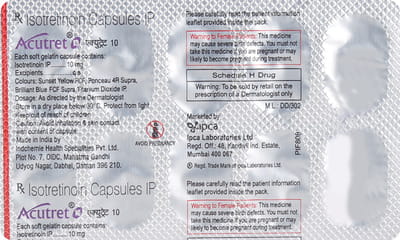 Rx Isotretinoin Capsules IP
Acutret एक्यूट्रेट 10
Each soft gelatin capsule contains:
Isotretinoin IP ........... 10 mg
Excipients q.s.
Colours: Sunset Yellow FCF, Ponceau 4R Supra,
Brilliant Blue FCF Supra, Titanium Dioxide IP.
Dosage: As directed by the Dermatologist
Store in a dry place below 30°C. Protect from light.
Keep out of reach of children
Caution: Avoid inhalation & skin contact
with content of capsule
Made in India by
Indchemie Health Specialities Pvt. Ltd.
Plot No. 7, OIDC, Mahatma Gandhi
Udyog Nagar, Dabhel, Daman 396 210.
AVOID PREGNANCY
Rx Isotretinoin Capsules IP
Acutret एक्यूट्रेट 10
Each soft gelatin capsule contains:
Isotretinoin IP ........... 10 mg
Please carefully read the patient information
leaflet provided inside the pack.
Warning to Female Patients: This medicine
may cause severe birth defects. You must not
take this medicine if you are pregnant or may
likely to become pregnant during treatment.
Schedule H Drug
Warning: To be sold by retail on the
prescription of a Dermatologist only
M.L.: DD/302
Marketed by
ipca
Ipca Laboratories Ltd.
Regd. Off.: 48, Kandivli Ind. Estate,
Mumbai 400 067
® Regd. Trade Mark of Ipca Laboratories Ltd.
Please carefully read the patient information
leaflet provided inside the pack.
Warning to Female Patients: This medicine
may cause severe birth defects. You must not
take this medicine if you are pregnant or may
likely to become pregnant during treatment.